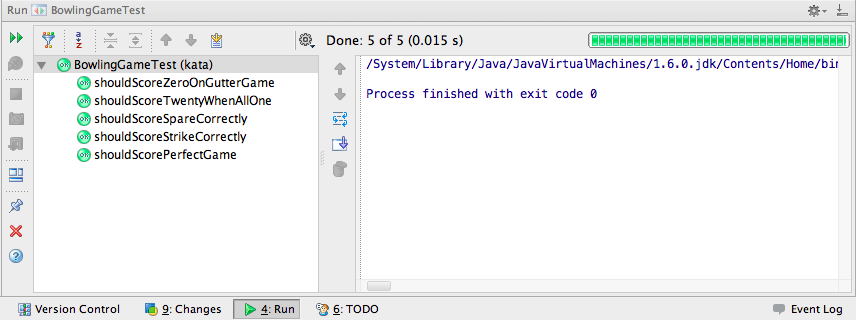 Run BowlingGameTest
Done: 5 of 5 (0.015 s)
BowlingGameTest (kata)
shouldScoreZeroOnGutterGame
shouldScoreTwentyWhenAllOne
shouldScoreSpareCorrectly
shouldScoreStrikeCorrectly
shouldScorePerfectGame
/System/Library/Java/JavaVirtualMachines/1.6.0.jdk/Contents/Home/bin
Process finished with exit code 0
Version Control 9: Changes 4: Run 6: TODO Event Log